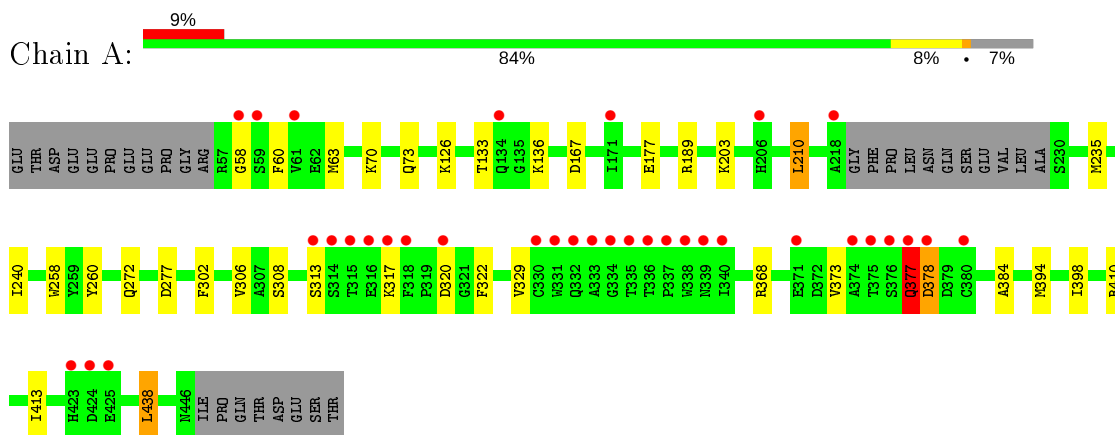 9%
Chain A:
84% 8% • 7%
GLU THR ASP GLU GLU PRO GLU GLU PRO GLY ARG R57 G58 S59 F60 V61 E62 M63 K70 Q73 K126 T133 Q134 G135 K136 D167 I171 E177 R189 K203 H206 L210 A218 GLY PHE PRO LEU ASN GLN SER GLU VAL LEU ALA S230 M235
I240 W258 Y259 Y260 Q272 D277 F302 V306 A307 S308 S313 S314 T315 E316 K317 F318 P319 D320 G321 F322 V329 C330 W331 Q332 A333 G334 T335 T336 P337 W338 N339 I340 R368 E371 D372 V373 A374 T375 S376 Q377 D378 D379 C380 A384 M394 I398
I413 H423 D424 E425 L438 N446 ILE PRO GLN THR ASP GLU SER THR